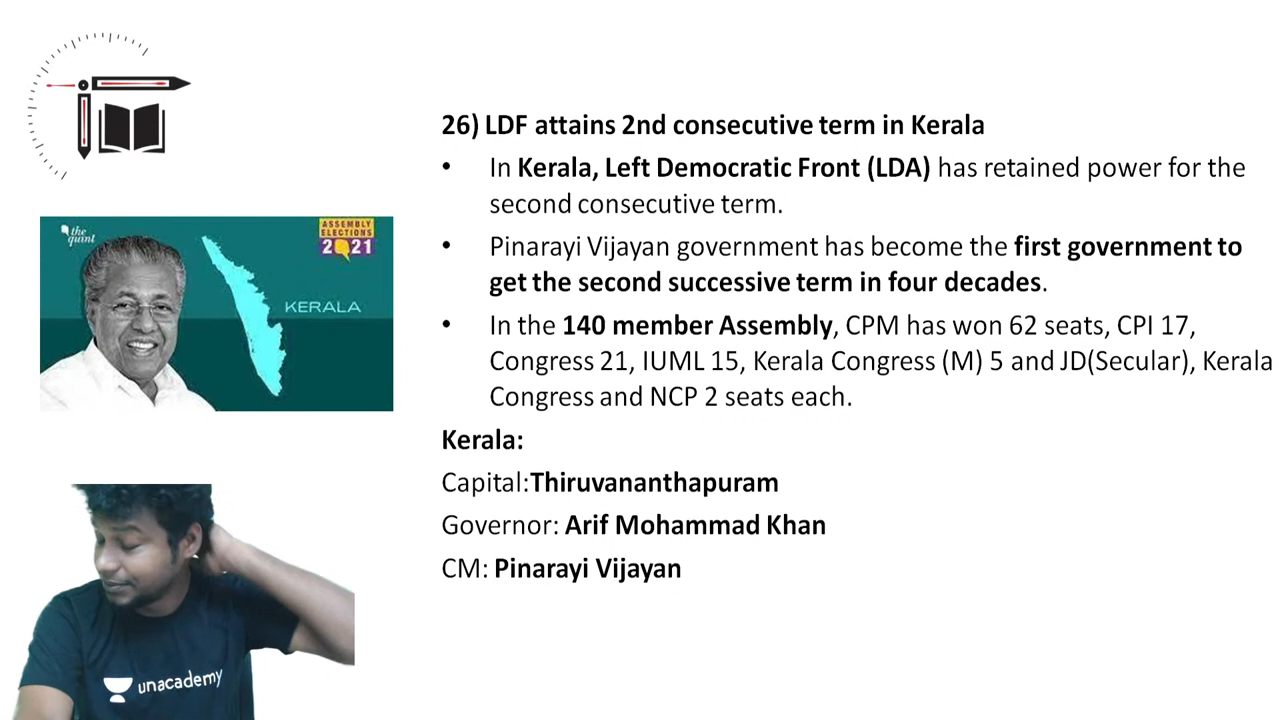 26) LDF attains 2nd consecutive term in Kerala
• In Kerala, Left Democratic Front (LDA) has retained power for the
second consecutive term.
• Pinarayi Vijayan government has become the first government to
get the second successive term in four decades.
• In the 140 member Assembly, CPM has won 62 seats, CPI 17,
Congress 21, IUML 15, Kerala Congress (M) 5 and JD(Secular), Kerala
Congress and NCP 2 seats each.
Kerala:
Capital:Thiruvananthapuram
Governor: Arif Mohammad Khan
CM: Pinarayi Vijayan
the
quint
ASSEMBLY
ELECTIONS
2021
KERALA
unacademy